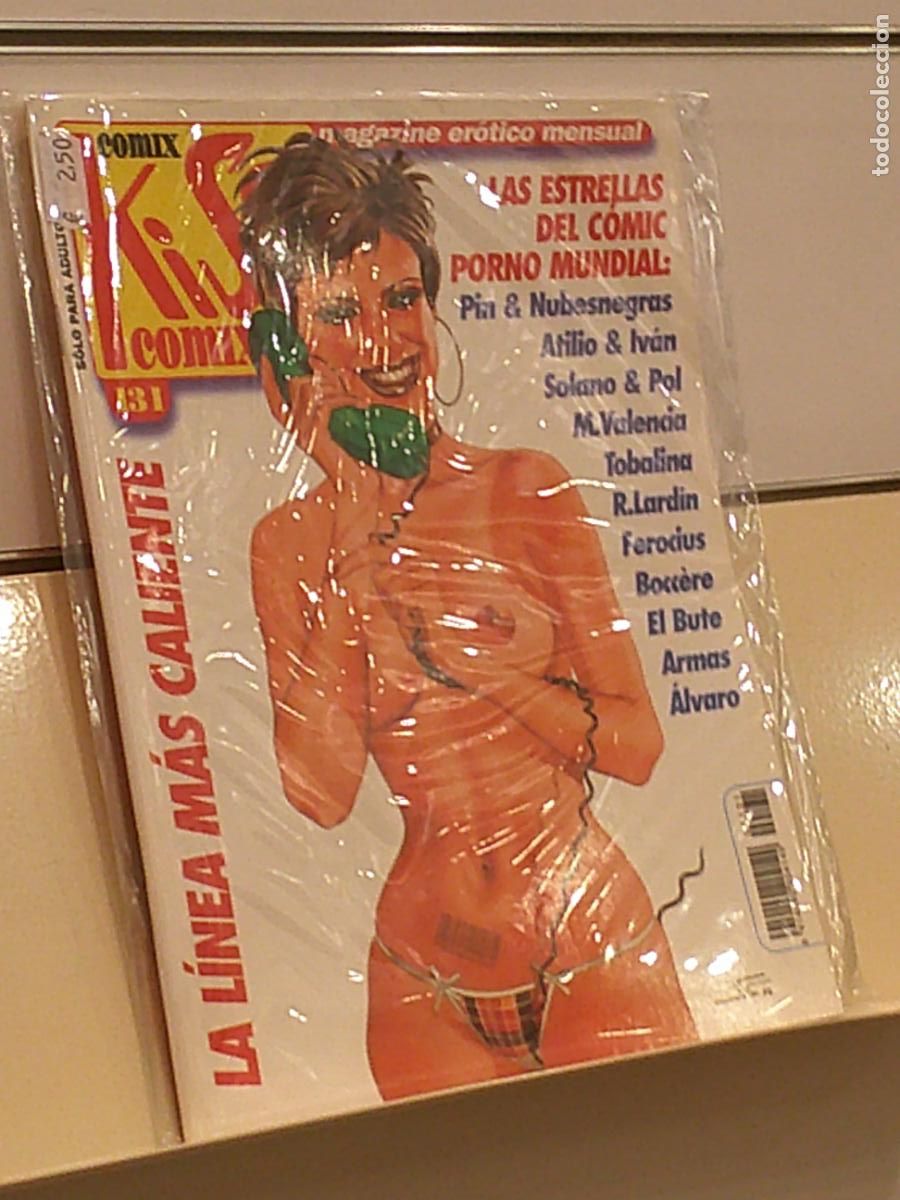 todocoleccion
magazine erótico mensual
comix
KiSS
comix
131
SÓLO PARA ADULTOS
2,50
LAS ESTRELLAS
DEL CÓMIC
PORNO MUNDIAL:
Pin & Nubesnegras
Atilio & Iván
Solano & Pol
M.Valencia
Tobalina
R.Lardin
Ferocius
Boccère
El Bute
Armas
Álvaro
LA LÍNEA MÁS CALIENTE